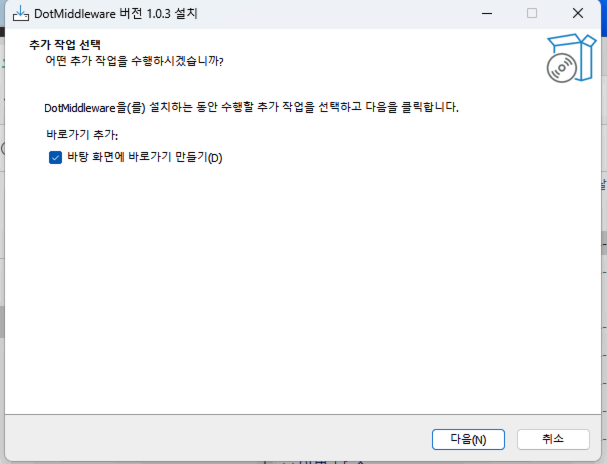 DotMiddleware 버전 1.0.3 설치
추가 작업 선택
어떤 추가 작업을 수행하시겠습니까?
DotMiddleware을(를) 설치하는 동안 수행할 추가 작업을 선택하고 다음을 클릭합니다.
바로가기 추가:
바탕 화면에 바로가기 만들기(D)
다음(N)
취소